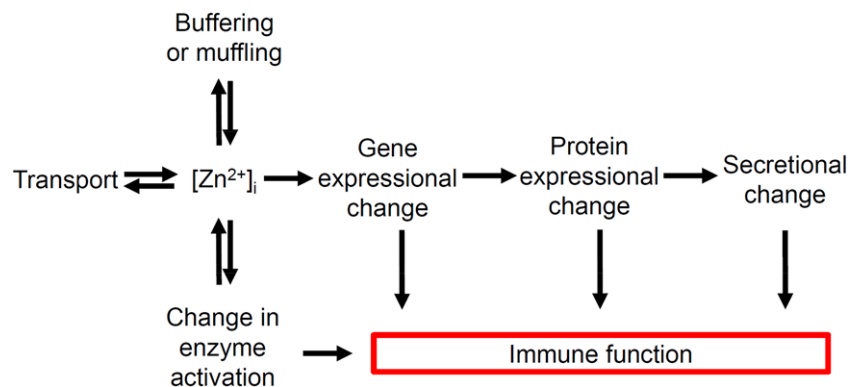 Buffering
or muffling
Transport
[Zn²⁺]ᵢ
Gene
expressional
change
Protein
expressional
change
Secretional
change
Change in
enzyme
activation
Immune function